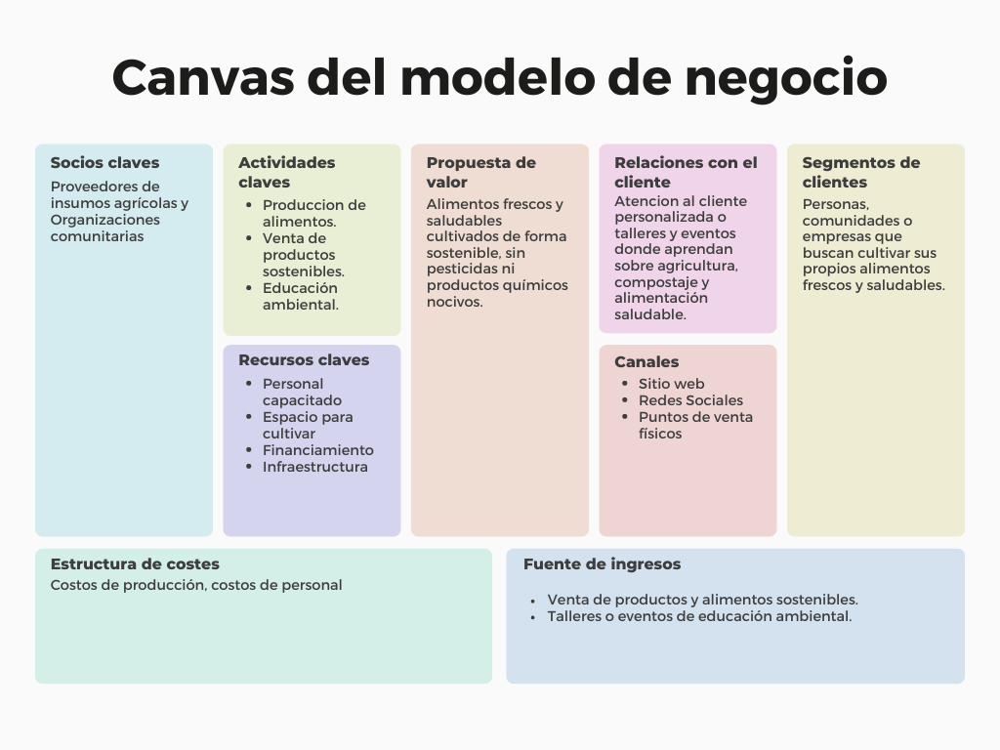 Canvas del modelo de negocio
Socios claves
Proveedores de
insumos agrícolas y
Organizaciones
comunitarias
Actividades
claves
• Produccion de
alimentos.
• Venta de
productos
sostenibles.
• Educación
ambiental.
Recursos claves
• Personal
capacitado
• Espacio para
cultivar
• Financiamiento
• Infraestructura
Propuesta de
valor
Alimentos frescos y
saludables
cultivados de forma
sostenible, sin
pesticidas ni
productos químicos
nocivos.
Relaciones con el
cliente
Atencion al cliente
personalizada o
talleres y eventos
donde aprendan
sobre agricultura,
compostaje y
alimentación
saludable.
Canales
• Sitio web
• Redes Sociales
• Puntos de venta
físicos
Segmentos de
clientes
Personas,
comunidades o
empresas que
buscan cultivar sus
propios alimentos
frescos y saludables.
Estructura de costes
Costos de producción, costos de personal
Fuente de ingresos
• Venta de productos y alimentos sostenibles.
• Talleres o eventos de educación ambiental.